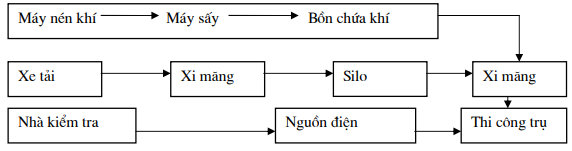 Máy nén khí Máy sấy Bồn chứa khí
Xe tải Xi măng Silo Xi măng
Nhà kiểm tra Nguồn điện Thi công trụ